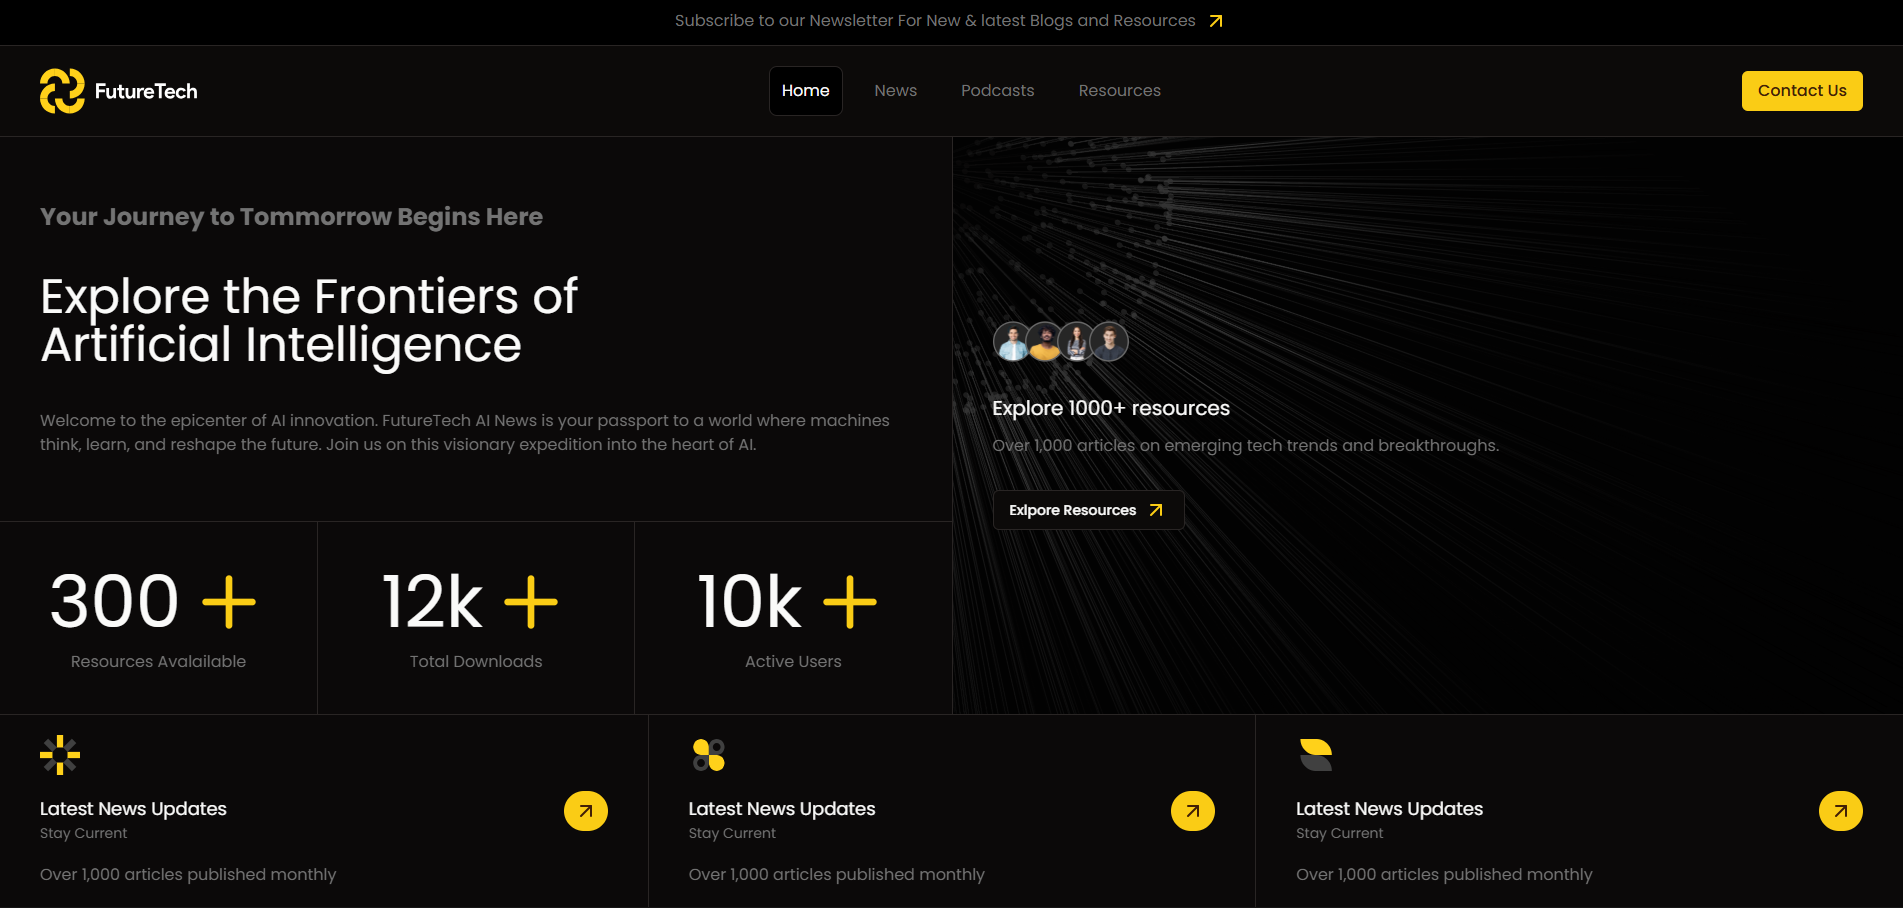 Subscribe to our Newsletter For New & latest Blogs and Resources
FutureTech
Home
News
Podcasts
Resources
Contact Us
Your Journey to Tommorrow Begins Here
Explore the Frontiers of
Artificial Intelligence
Welcome to the epicenter of AI innovation. FutureTech AI News is your passport to a world where machines
think, learn, and reshape the future. Join us on this visionary expedition into the heart of AI.
300 +
Resources Avalailable
12k +
Total Downloads
10k +
Active Users
Explore 1000+ resources
Over 1,000 articles on emerging tech trends and breakthroughs.
Exlpore Resources
Latest News Updates
Stay Current
Over 1,000 articles published monthly
Latest News Updates
Stay Current
Over 1,000 articles published monthly
Latest News Updates
Stay Current
Over 1,000 articles published monthly